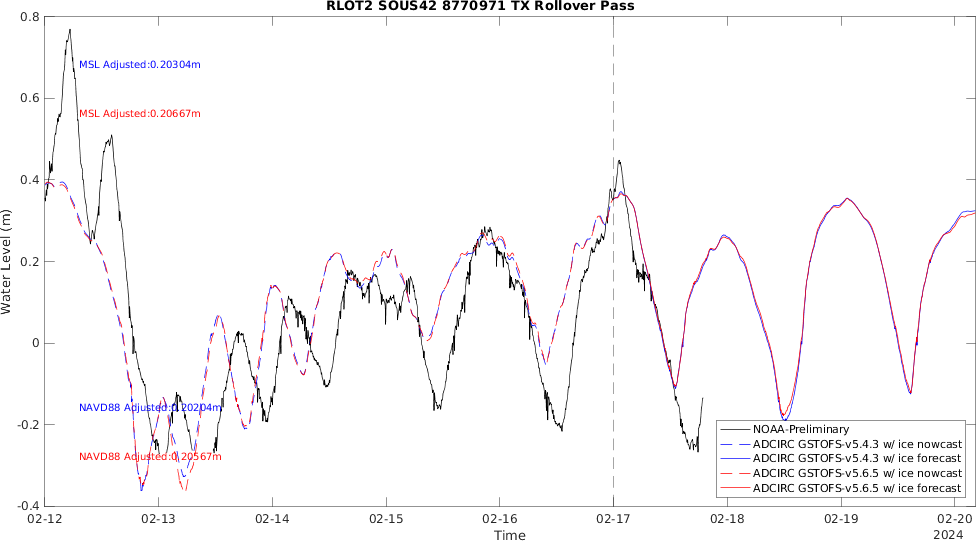 RLOT2 SOUS42 8770971 TX Rollover Pass
0.8
0.6
0.4
0.2
0
-0.2
-0.4
Water Level (m)
MSL Adjusted:0.20304m
MSL Adjusted:0.20667m
NAVD88 Adjusted:0.20204m
NAVD88 Adjusted:0.20567m
NOAA-Preliminary
ADCIRC GSTOFS-v5.4.3 w/ ice nowcast
ADCIRC GSTOFS-v5.4.3 w/ ice forecast
ADCIRC GSTOFS-v5.6.5 w/ ice nowcast
ADCIRC GSTOFS-v5.6.5 w/ ice forecast
02-12 02-13 02-14 02-15 02-16 02-17 02-18 02-19 02-20
Time
2024